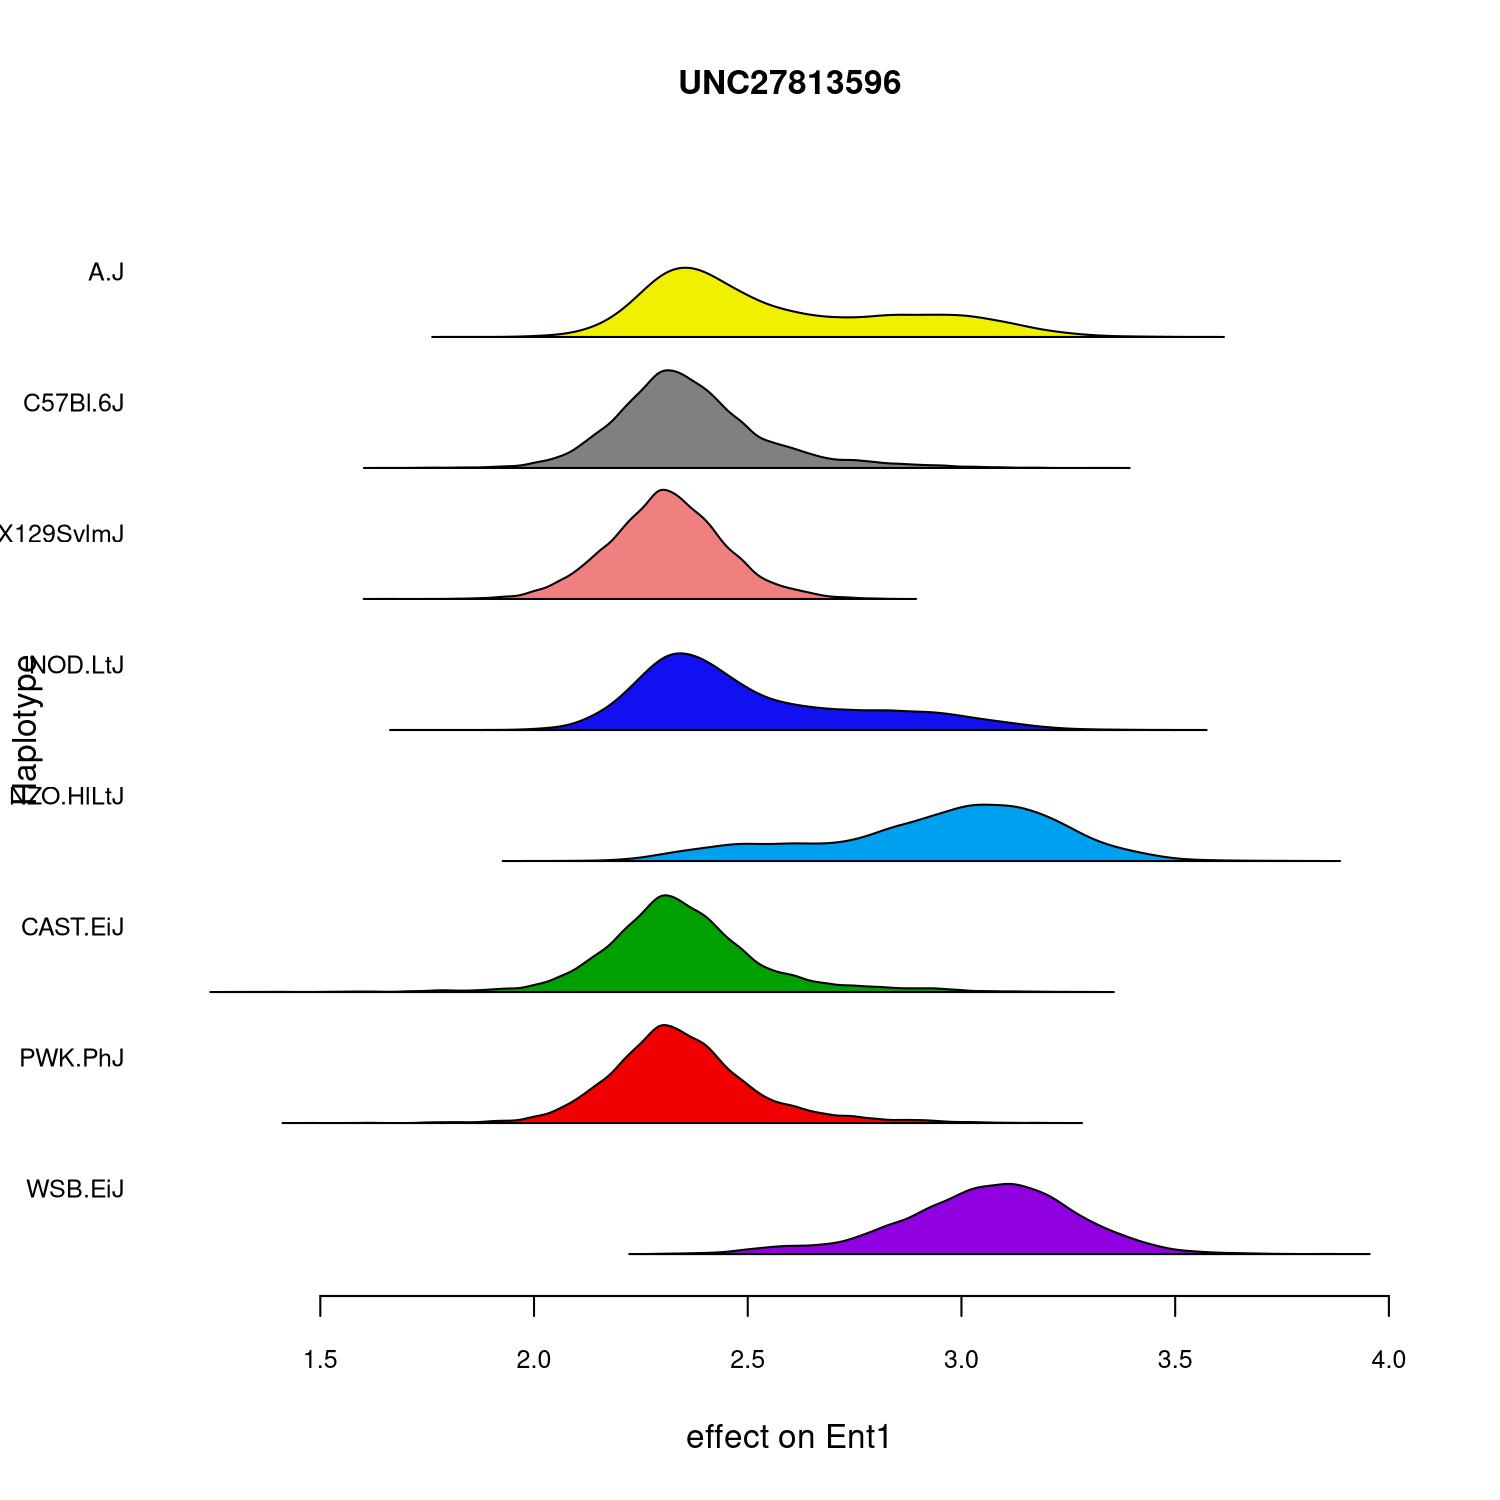 UNC27813596
A.J
C57Bl.6J
X129SvlmJ
NOD.LtJ
Haplotype
NZO.HlLtJ
CAST.EiJ
PWK.PhJ
WSB.EiJ
1.5 2.0 2.5 3.0 3.5 4.0
effect on Ent1